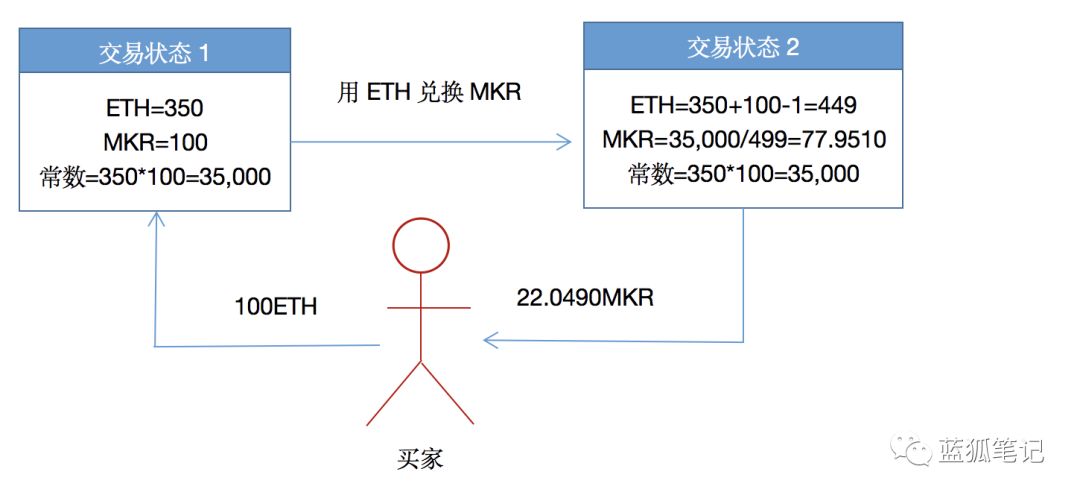 交易状态 1
ETH=350
MKR=100
常数=350*100=35,000
用 ETH 兑换 MKR
交易状态 2
ETH=350+100-1=449
MKR=35,000/499=77.9510
常数=350*100=35,000
100ETH
22.0490MKR
买家
蓝狐笔记